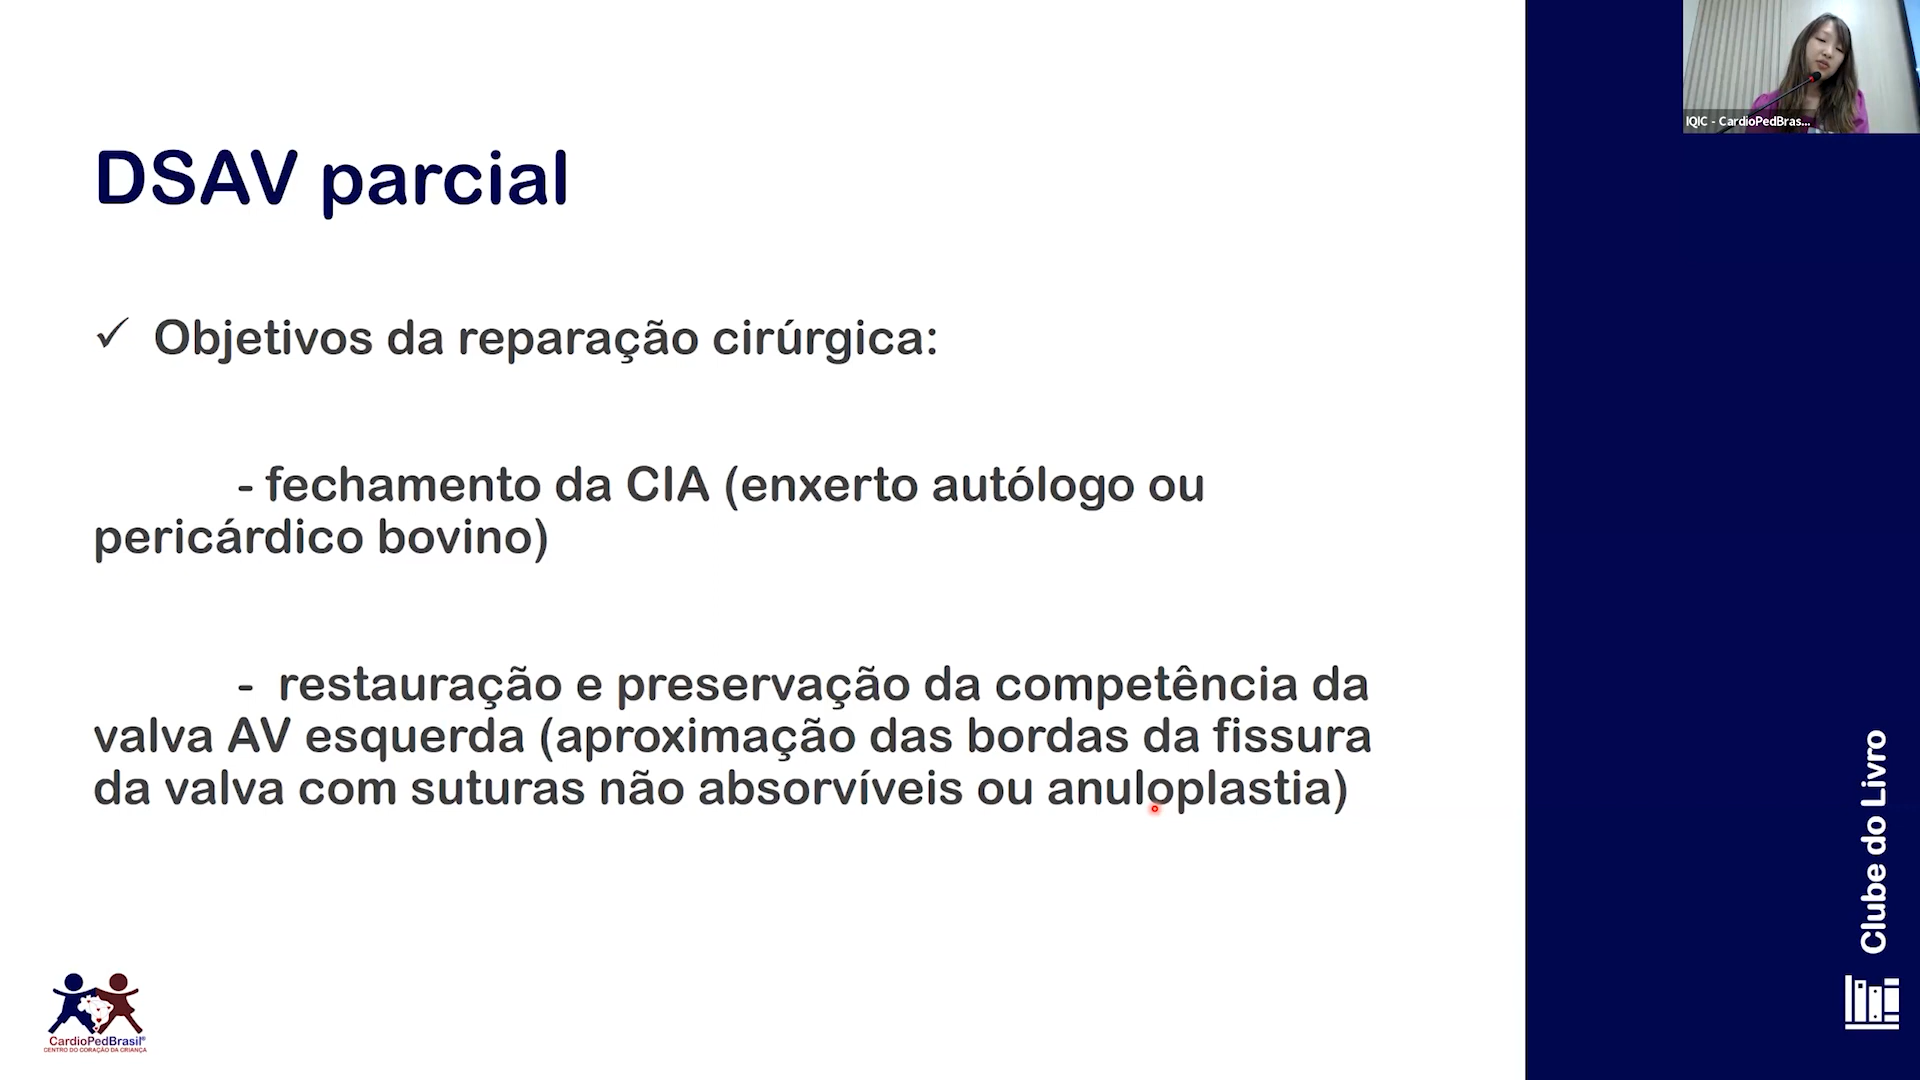 IQIC - CardioPedBras...
DSAV parcial
✓ Objetivos da reparação cirúrgica:
- fechamento da CIA (enxerto autólogo ou
pericárdico bovino)
- restauração e preservação da competência da
valva AV esquerda (aproximação das bordas da fissura
da valva com suturas não absorvíveis ou anuloplastia)
Clube do Livro
CardioPedBrasil®
CENTRO DO CORAÇÃO DA CRIANÇA